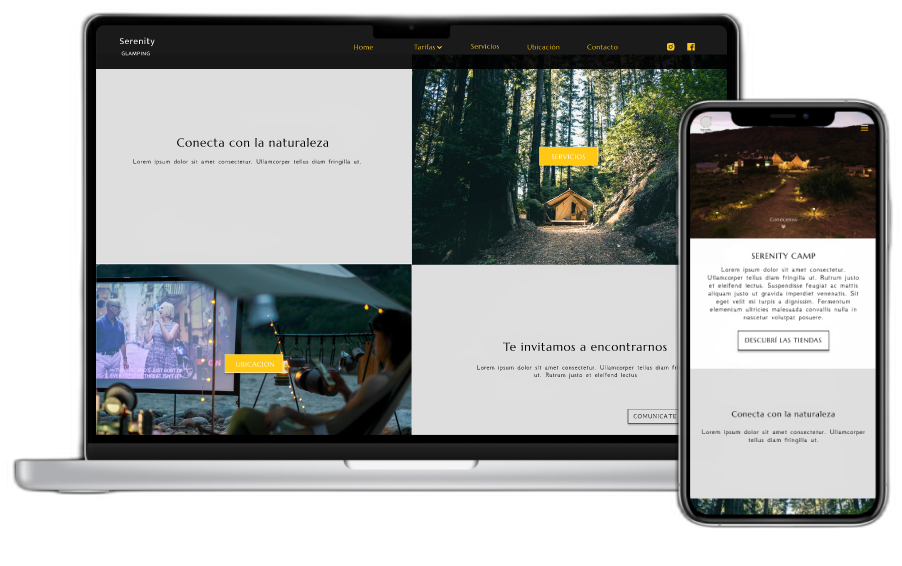 Serenity
GLAMPING
Home
Tarifas
Servicios
Ubicación
Contacto
Conecta con la naturaleza
Lorem ipsum dolor sit amet consectetur. Ullamcorper tellus diam fringilla ut.
SERVICIOS
UBICACION
Te invitamos a encontrarnos
Lorem ipsum dolor sit amet consectetur. Ullamcorper tellus diam
ut. Rutrum justo et eleifend lectus
COMUNICATE
Conocenos
SERENITY CAMP
Lorem ipsum dolor sit amet consectetur.
Ullamcorper tellus diam fringilla ut. Rutrum justo
et eleifend lectus. Suspendisse feugiat ac mattis
aliquam justo ut gravida imperdiet venenatis. Sit
eget velit mi turpis a dignissim. Fermentum
elementum ultricies malesuada convallis nulla in
nascetur volutpat posuere.
DESCUBRÍ LAS TIENDAS
Conecta con la naturaleza
Lorem ipsum dolor sit amet consectetur. Ullamcorper
tellus diam fringilla ut.